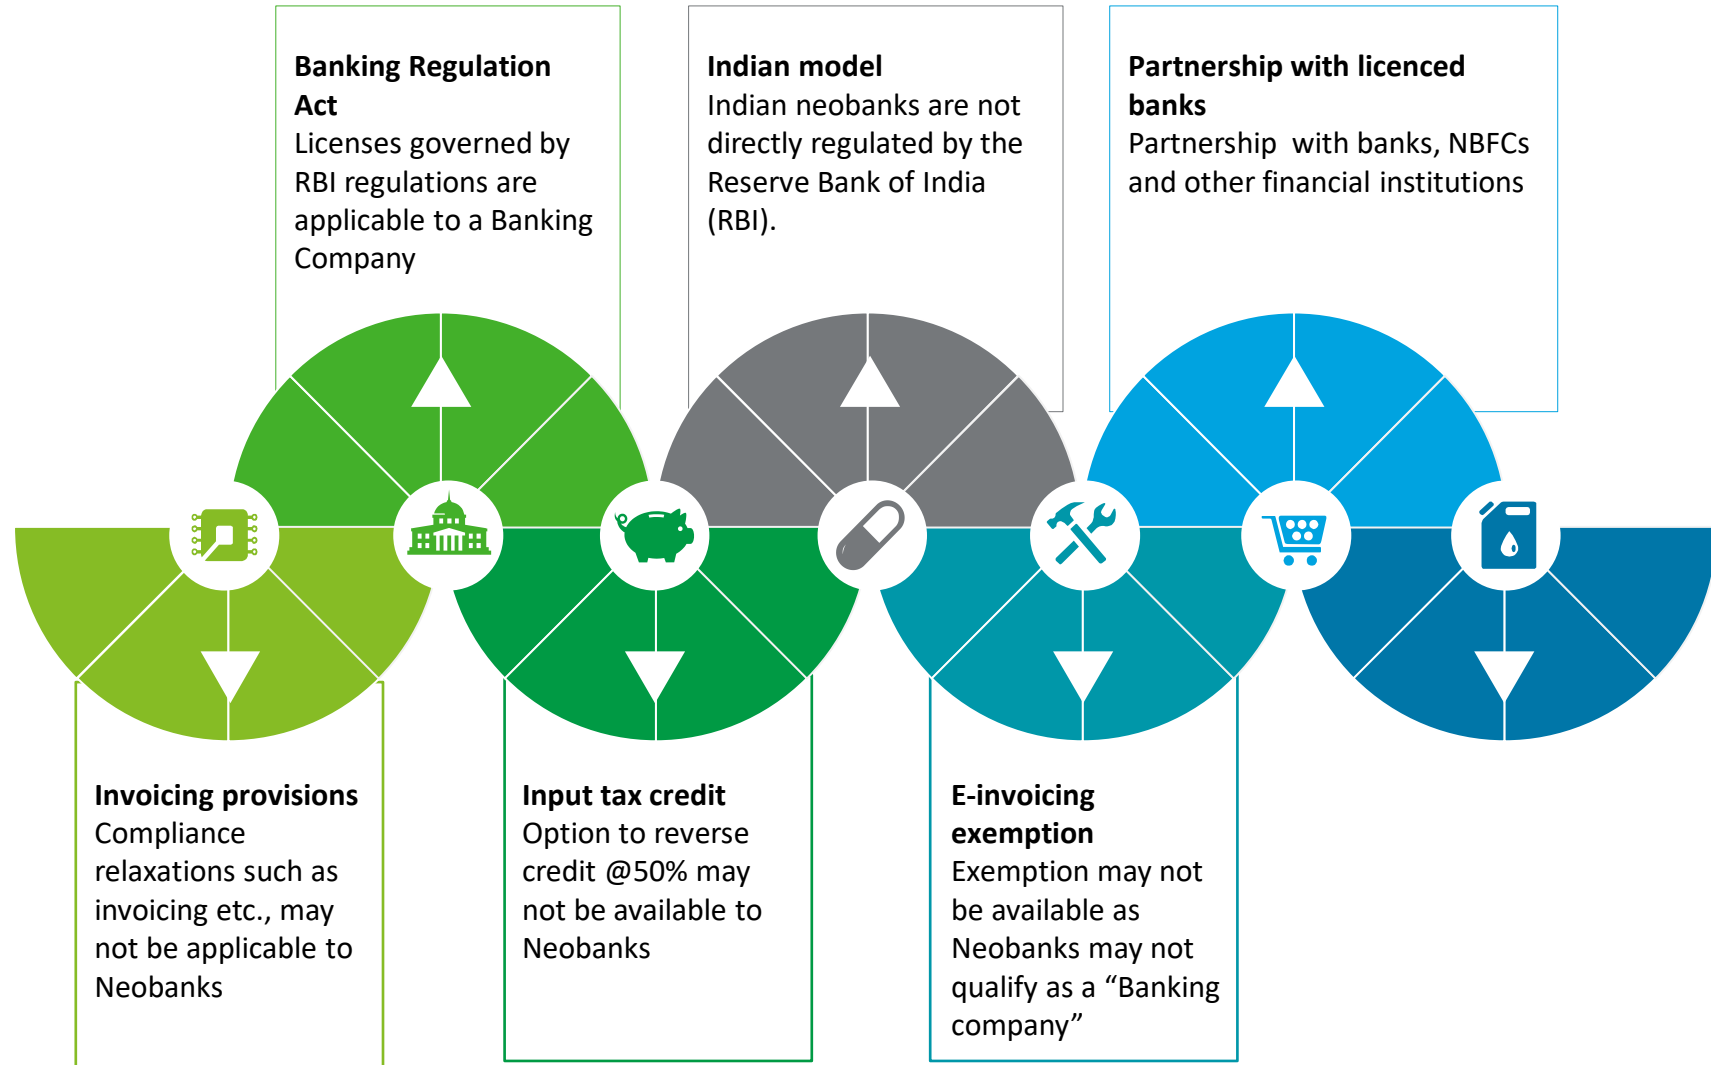 Banking Regulation
Act
Licenses governed by
RBI regulations are
applicable to a Banking
Company
Indian model
Indian neobanks are not
directly regulated by the
Reserve Bank of India
(RBI).
Partnership with licenced
banks
Partnership  with banks, NBFCs
and other financial institutions
Invoicing provisions
Compliance
relaxations such as
invoicing etc., may
not be applicable to
Neobanks
Input tax credit
Option to reverse
credit @50% may
not be available to
Neobanks
E-invoicing
exemption
Exemption may not
be available as
Neobanks may not
qualify as a “Banking
company”